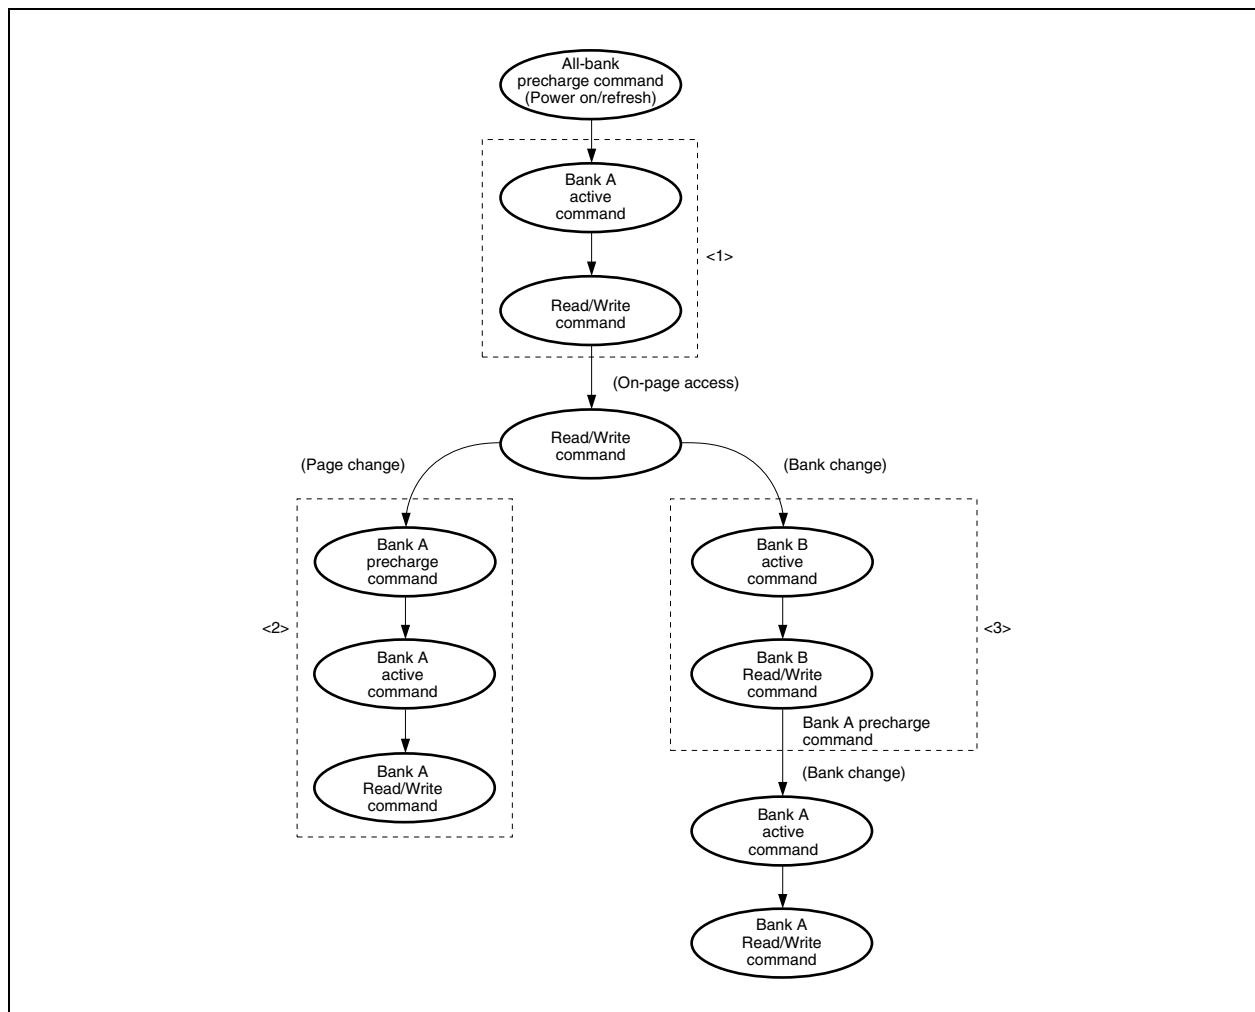 All-bank
precharge command
(Power on/refresh)
Bank A
active
command
<1>
Read/Write
command
(On-page access)
Read/Write
command
(Page change)
(Bank change)
Bank A
precharge
command
Bank B
active
command
<2>
<3>
Bank A
active
command
Bank B
Read/Write
command
Bank A precharge
command
Bank A
Read/Write
command
(Bank change)
Bank A
active
command
Bank A
Read/Write
command